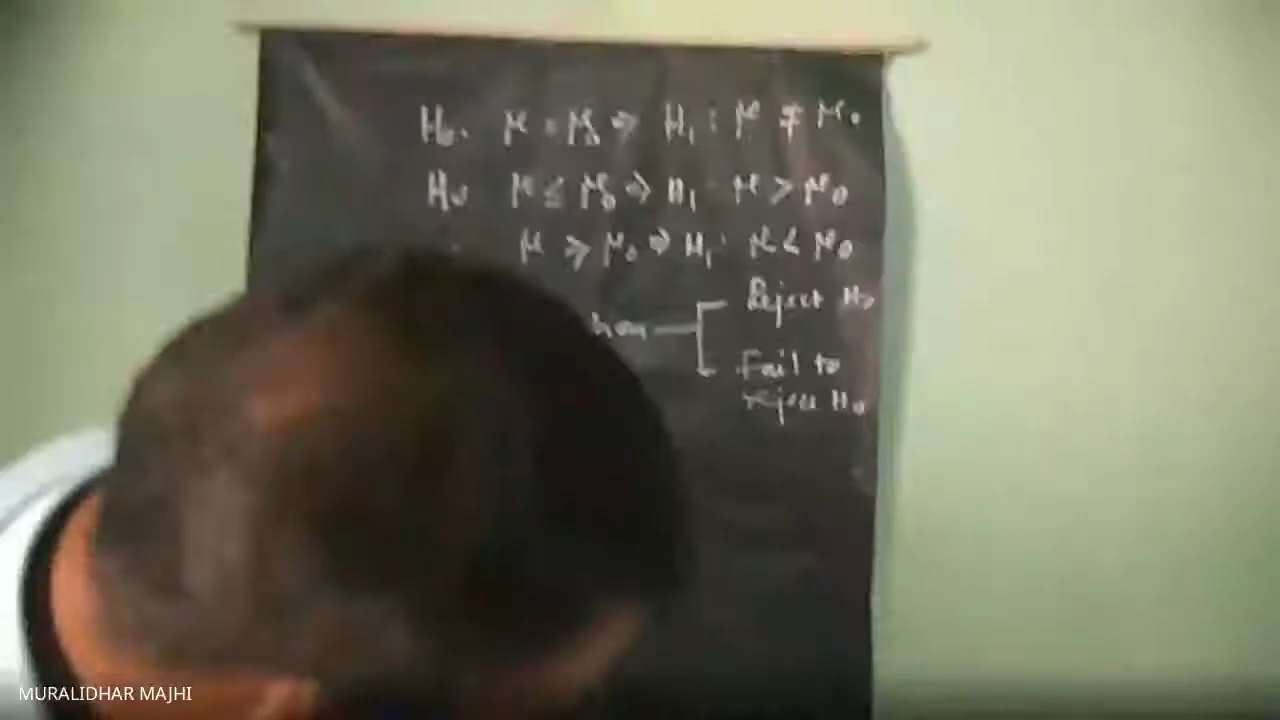 H₀: μ = μ₀ ⇒ H₁ : μ ≠ μ₀
H₀ μ ≤ μ₀ ⇒ H₁ μ > μ₀
μ ≥ μ₀ ⇒ H₁: μ < μ₀
Reject H₀
Fail to
reject H₀
MURALIDHAR MAJHI